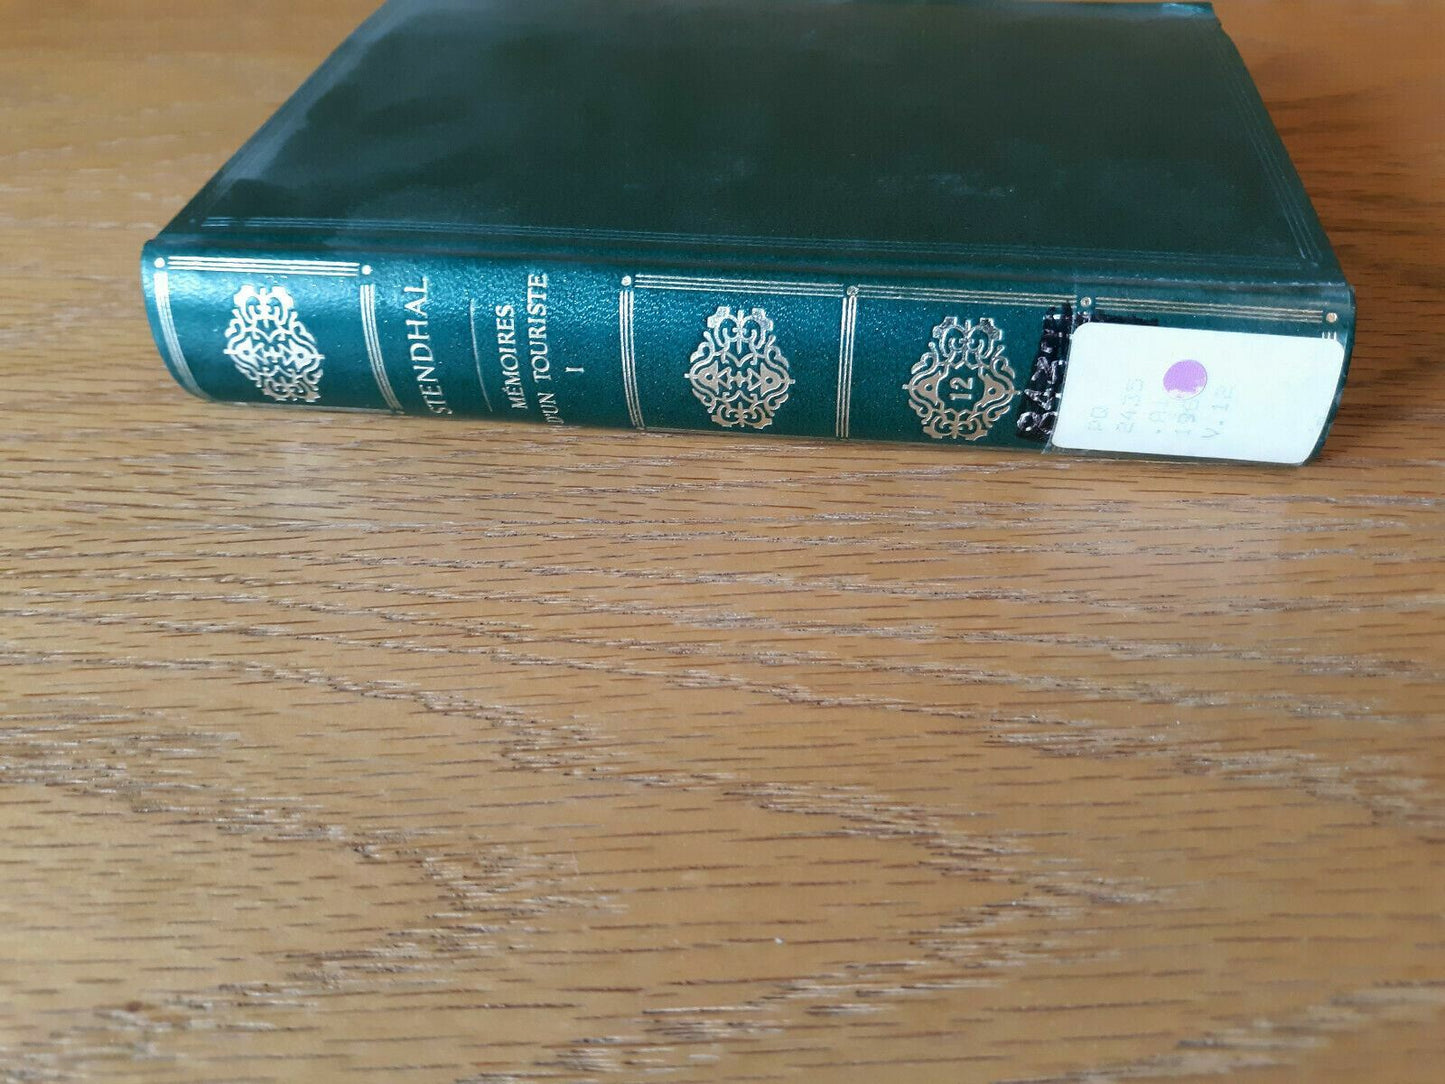 STENDHAL
MÉMOIRES
D'UN TOURISTE
I
12
PQ
2435
V.12